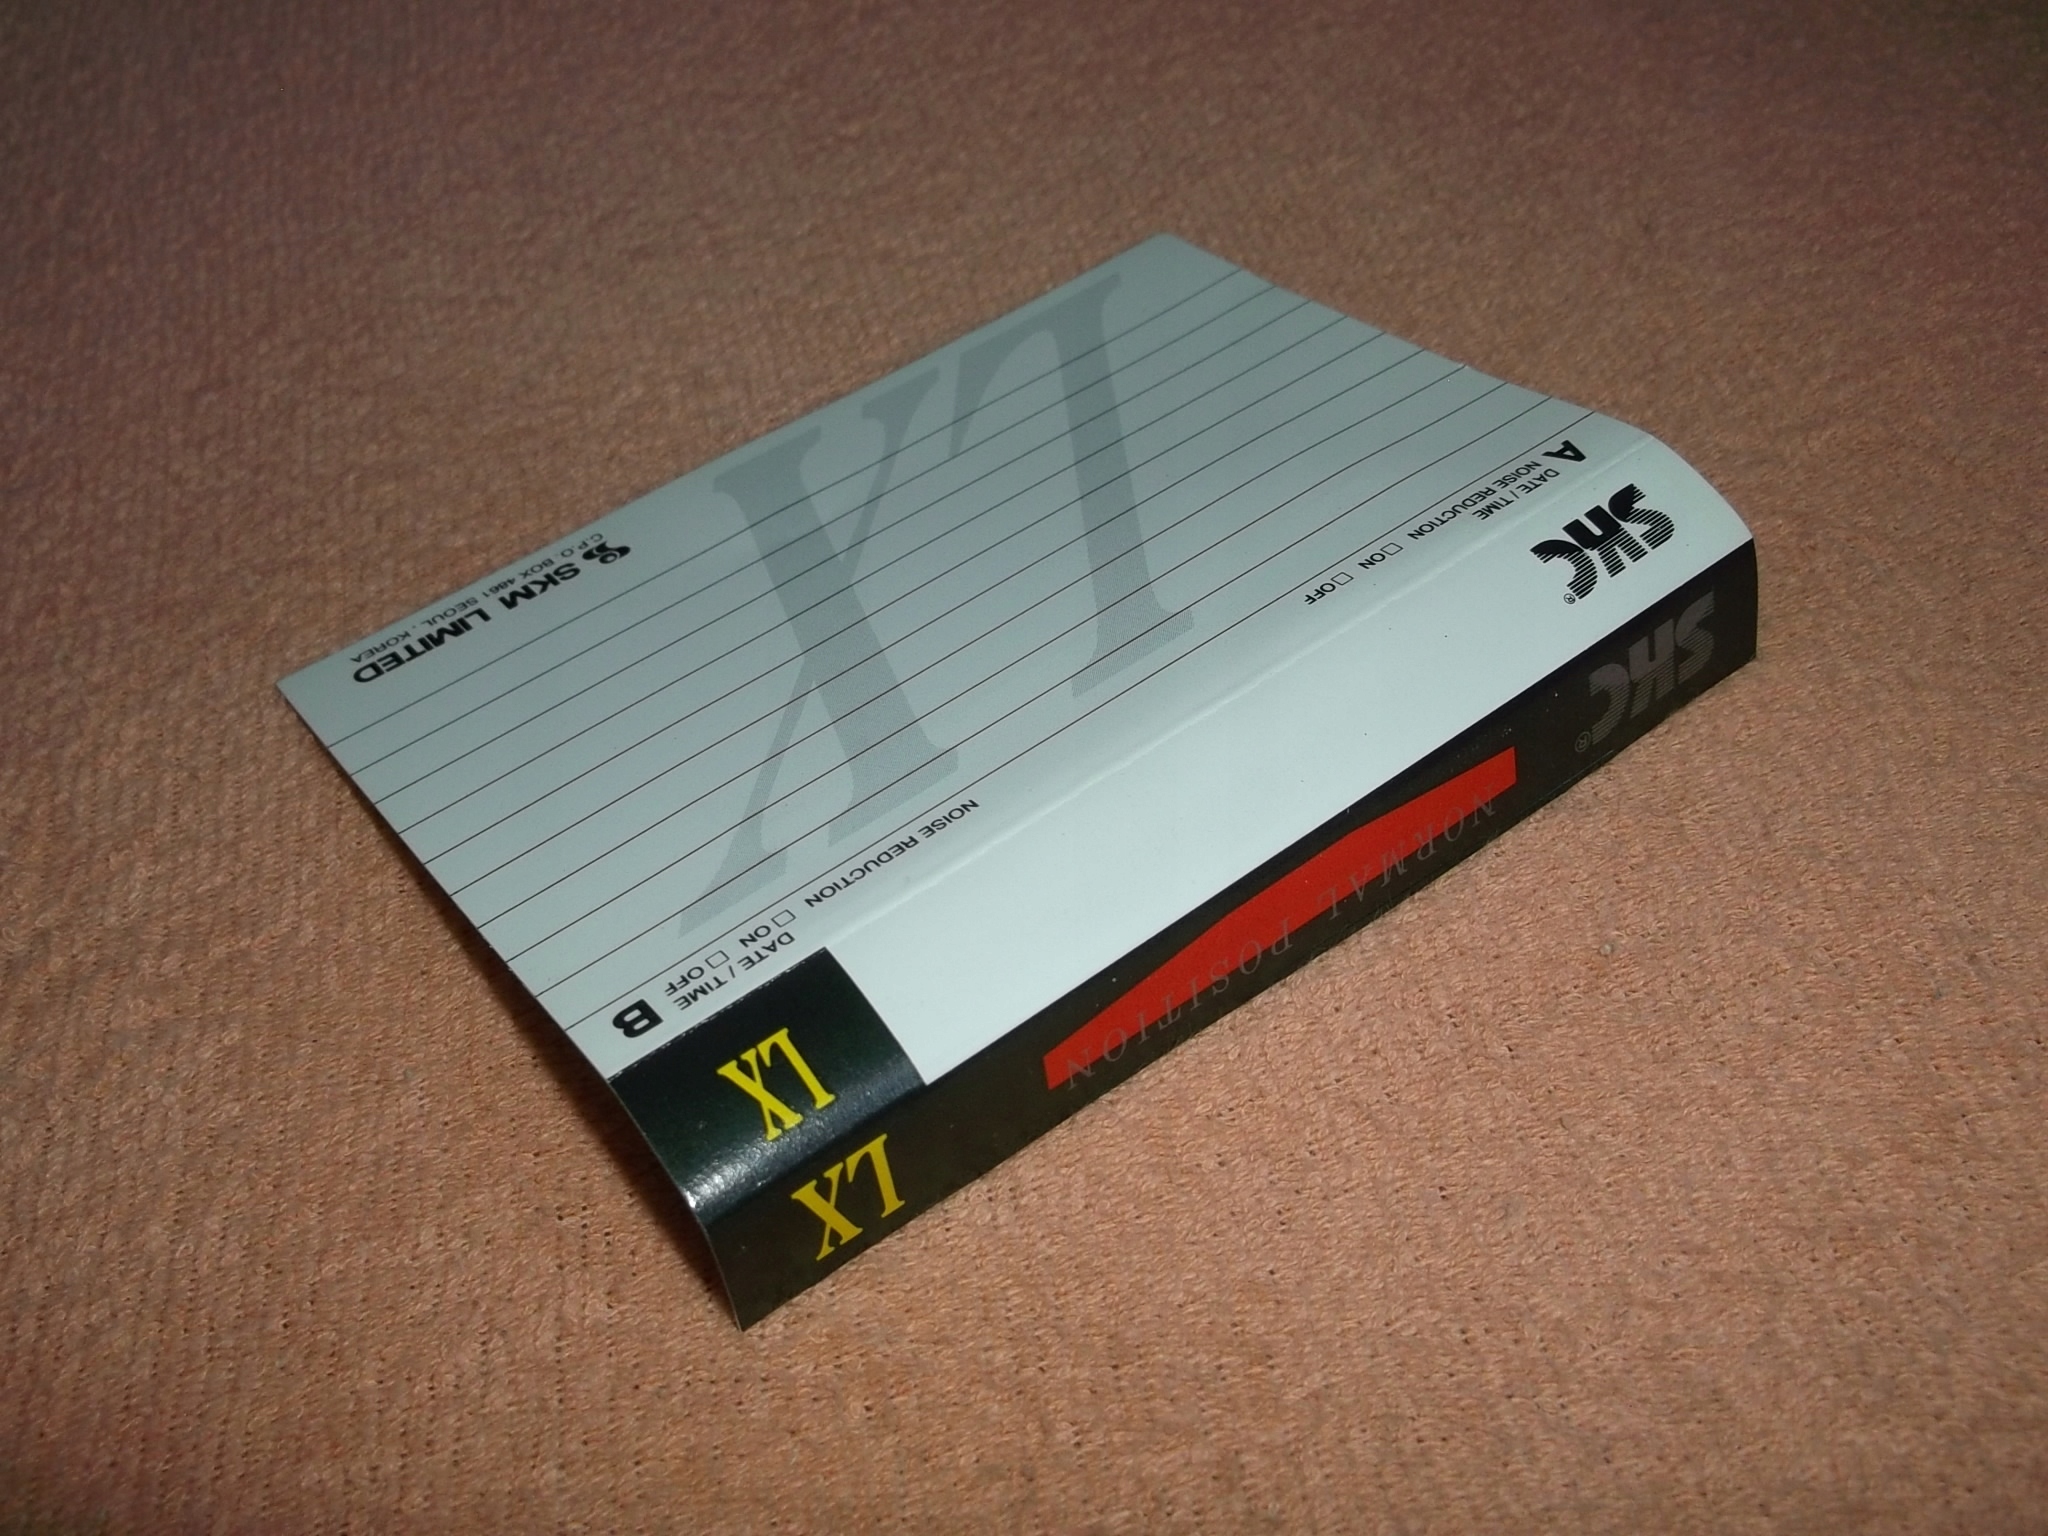 SKC®
LX
NORMAL POSITION
SKC®
LX
A
DATE / TIME
NOISE REDUCTION □ON □OFF
B
DATE / TIME
NOISE REDUCTION □ON □OFF
LX
SKM LIMITED
C.P.O. BOX 4861 SEOUL, KOREA